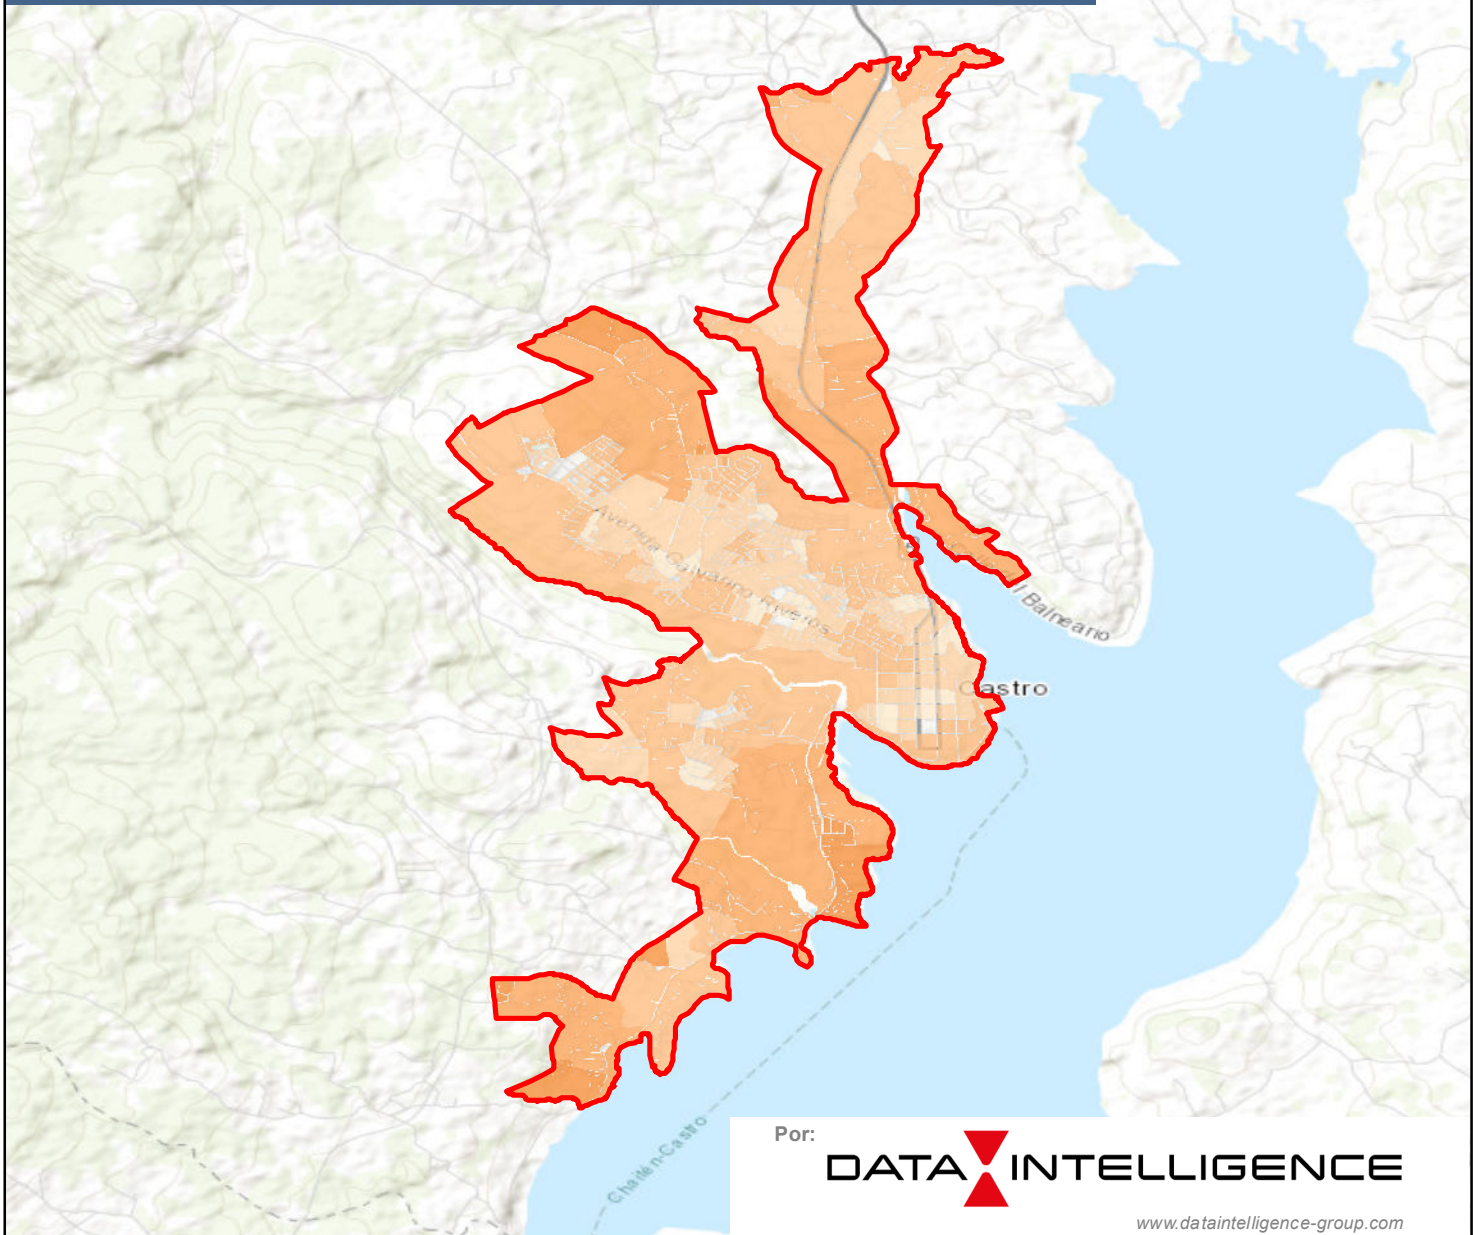 Avenida Galvarino Riveros
Balneario
Castro
Chaitén-Castro
Por:
DATA INTELLIGENCE
www.dataintelligence-group.com